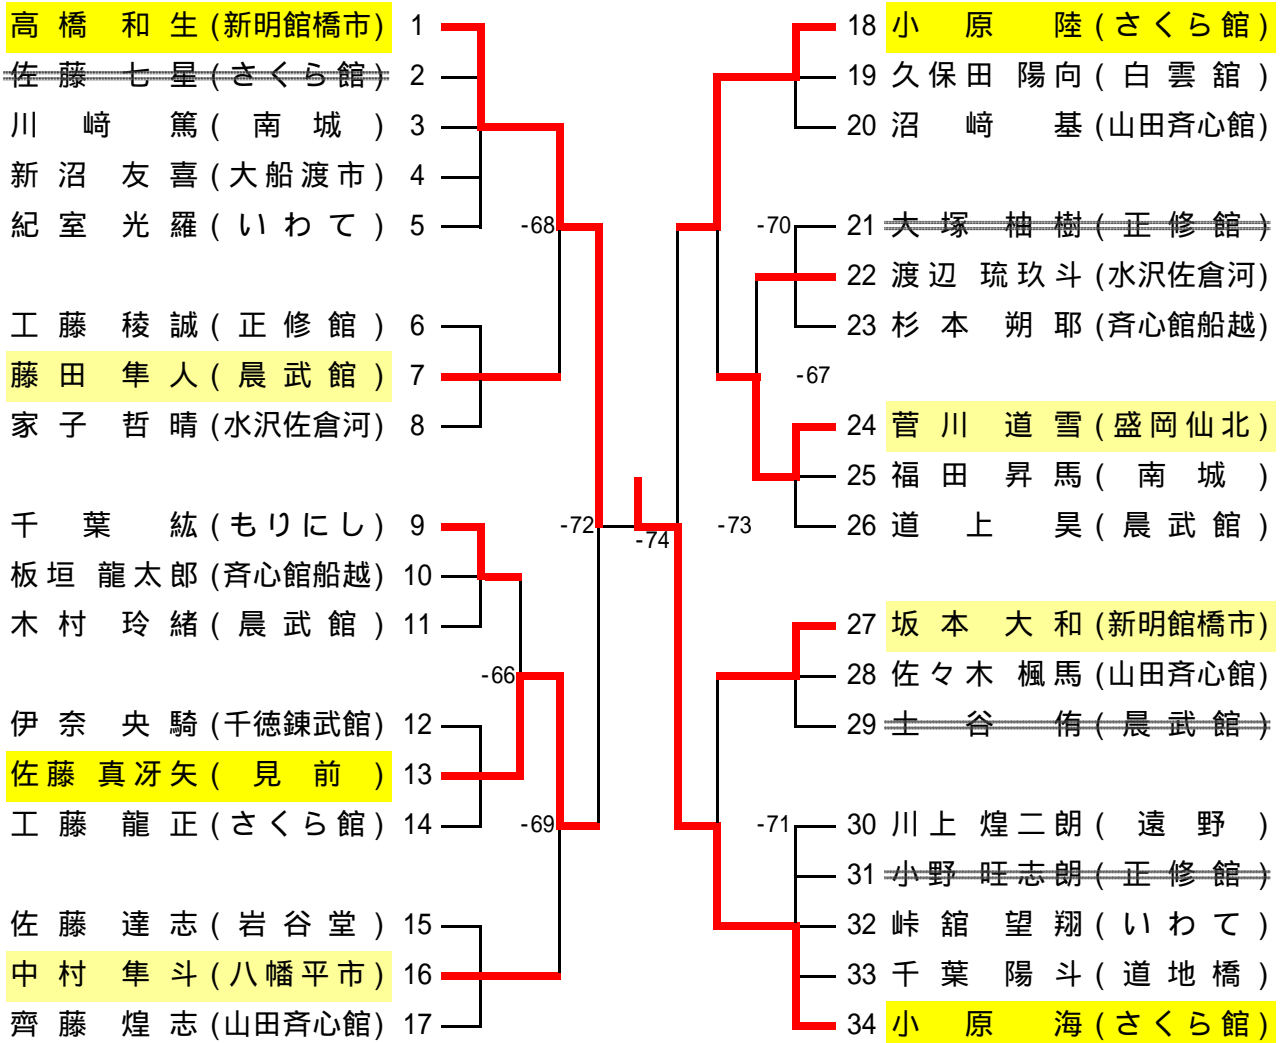 高橋 和生 (新明館橋市) 1
佐藤 七星 (さくら館) 2
川﨑 篤 (南城) 3
新沼 友喜 (大船渡市) 4
紀室 光羅 (いわて) 5
工藤 稜誠 (正修館) 6
藤田 隼人 (晨武館) 7
家子 哲晴 (水沢佐倉河) 8
千葉 紘 (もりにし) 9
板垣 龍太郎 (斉心館船越) 10
木村 玲緒 (晨武館) 11
伊奈 央騎 (千徳錬武館) 12
佐藤 真冴矢 (見前) 13
工藤 龍正 (さくら館) 14
佐藤 達志 (岩谷堂) 15
中村 隼斗 (八幡平市) 16
齊藤 煌志 (山田斉心館) 17
-68
-66
-69
-72
-74
-73
-70
-67
-71
18 小原 陸 (さくら館)
19 久保田 陽向 (白雲舘)
20 沼﨑 基 (山田斉心館)
21 大塚 柚樹 (正修館)
22 渡辺 琉玖斗 (水沢佐倉河)
23 杉本 朔耶 (斉心館船越)
24 菅川 道雪 (盛岡仙北)
25 福田 昇馬 (南城)
26 道上 昊 (晨武館)
27 坂本 大和 (新明館橋市)
28 佐々木 楓馬 (山田斉心館)
29 土谷 侑 (晨武館)
30 川上 煌二朗 (遠野)
31 小野 旺志朗 (正修館)
32 峠舘 望翔 (いわて)
33 千葉 陽斗 (道地橋)
34 小原 海 (さくら館)